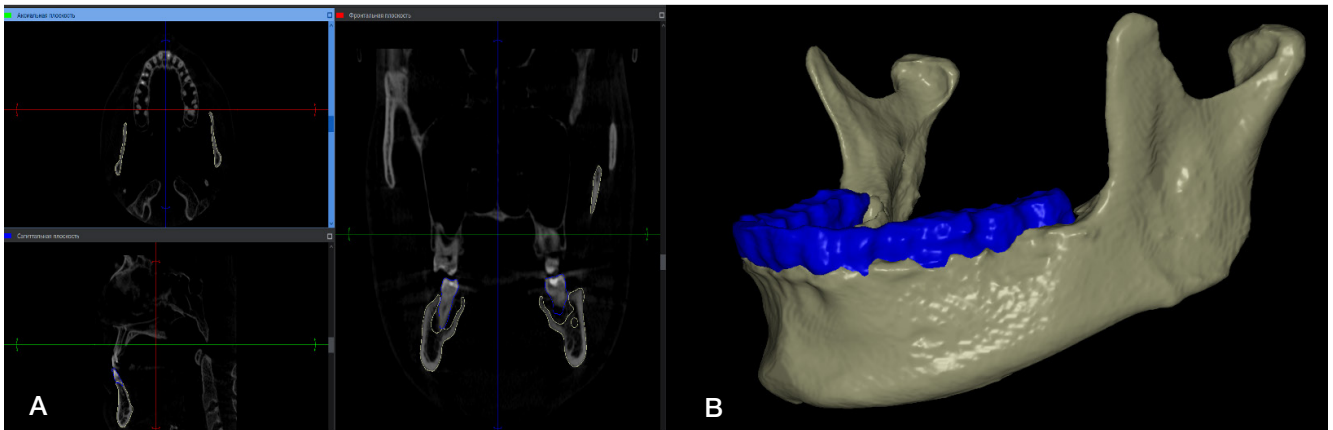 Аксиальная плоскость
Фронтальная плоскость
Сагиттальная плоскость
A
B